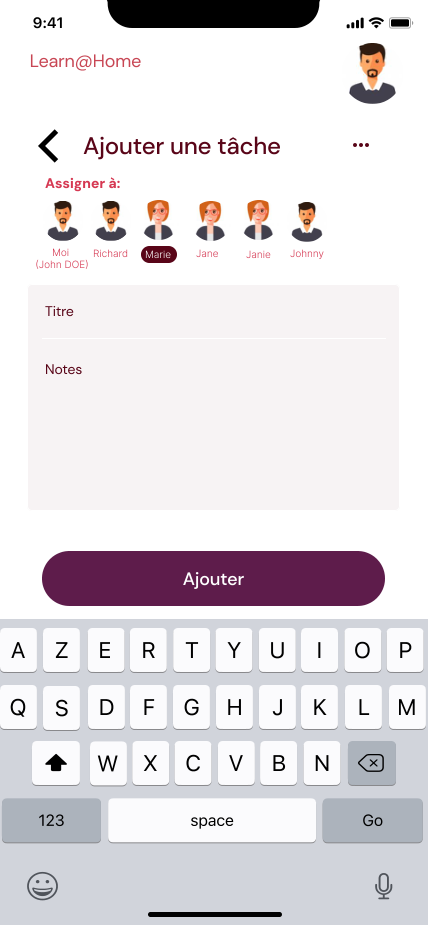 9:41
Learn@Home
Ajouter une tâche
Assigner à:
Moi
(John DOE)
Richard
Marie
Jane
Janie
Johnny
Titre
Notes
Ajouter
A Z E R T Y U I O P
Q S D F G H J K L M
W X C V B N
123 space Go